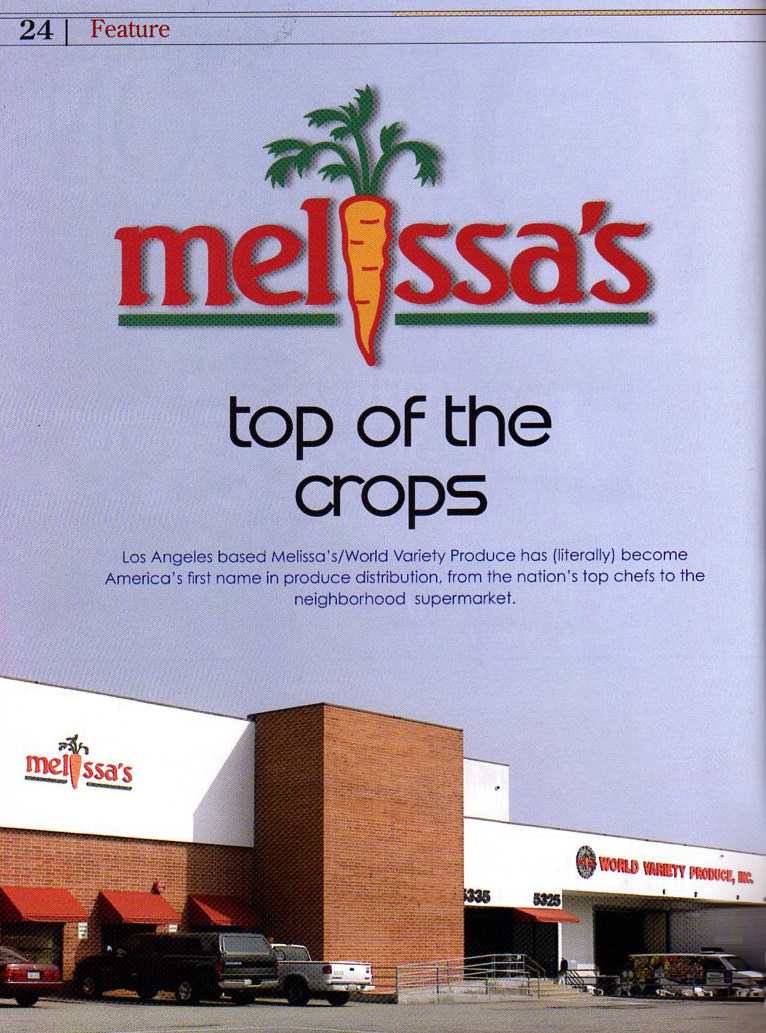 24 | Feature
melissa's
top of the
crops
Los Angeles based Melissa's/World Variety Produce has (literally) become
America's first name in produce distribution, from the nation's top chefs to the
neighborhood supermarket.
melissa's
WORLD VARIETY PRODUCE, INC.
5335 5325